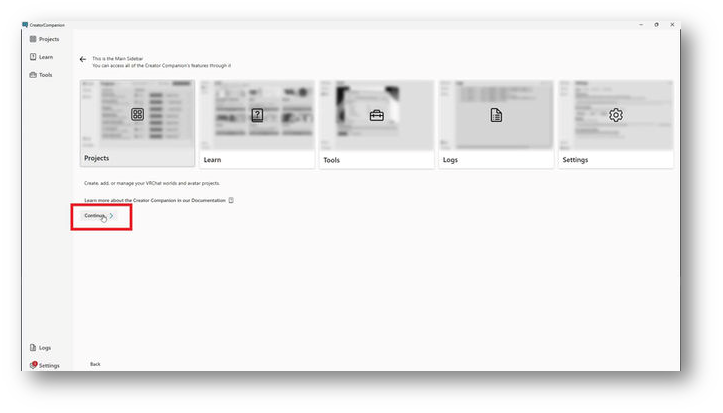 CreatorCompanion
Projects
Learn
Tools
This is the Main Sidebar
You can access all of the Creator Companion's features through it
Projects
Learn
Tools
Logs
Settings
Create, add, or manage your VRChat worlds and avatar projects.
Learn more about the Creator Companion in our Documentation
Continue
Logs
Settings
Back